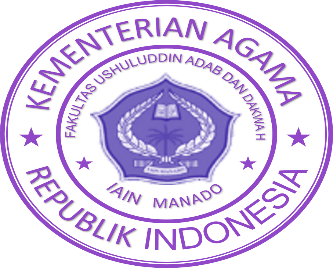 KEMENTERIAN AGAMA
FAKULTAS USHULUDDIN ADAB DAN DAKWAH
IAIN MANADO
REPUBLIK INDONESIA